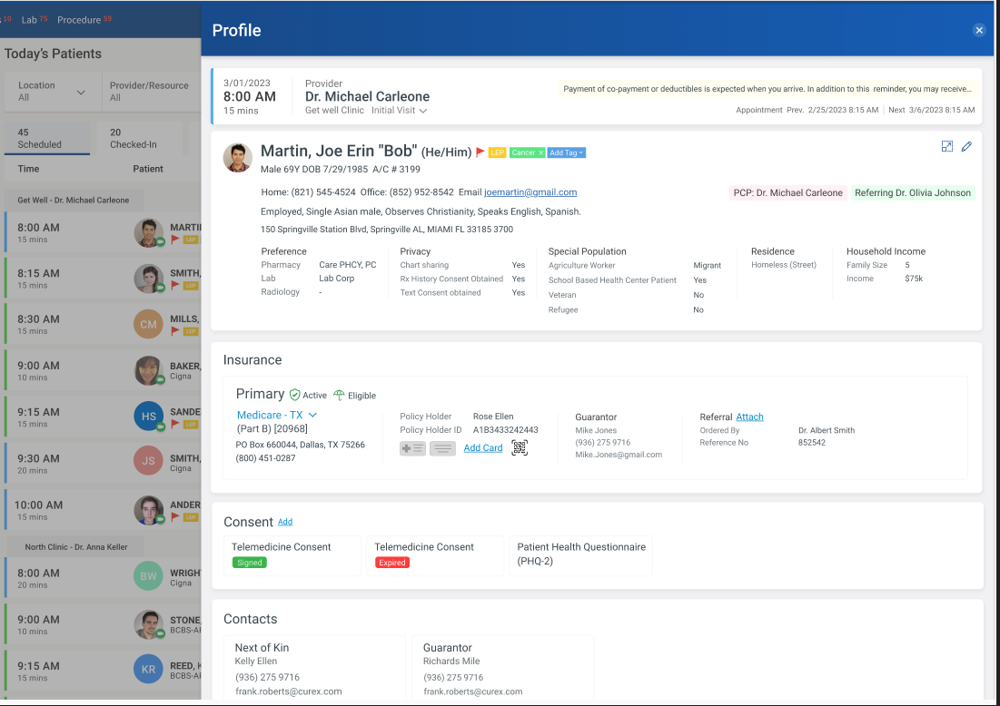 10 Lab 75 Procedure 59
Today's Patients
Location
All
Provider/Resource
All
45
Scheduled
20
Checked-In
Time Patient
Get Well - Dr. Michael Carleone
8:00 AM
15 mins
MARTI
LEP
8:15 AM
15 mins
SMITH,
LEP
8:30 AM
15 mins
CM
MILLS,
LEP
9:00 AM
10 mins
BAKER,
Cigna
9:15 AM
15 mins
HS
SANDE
LEP
9:30 AM
20 mins
JS
SMITH,
Cigna
10:00 AM
15 mins
ANDER
LEP
North Clinic - Dr. Anna Keller
8:00 AM
20 mins
BW
WRIGH
Cigna
9:00 AM
10 mins
STONE,
BCBS-AR
9:15 AM
15 mins
KR
REED, K
BCBS-AR
Profile
3/01/2023
8:00 AM
15 mins
Provider
Dr. Michael Carleone
Get well Clinic Initial Visit
Payment of co-payment or deductibles is expected when you arrive. In addition to this reminder, you may receive...
Appointment Prev. 2/25/2023 8:15 AM Next 3/6/2023 8:15 AM
Martin, Joe Erin "Bob" (He/Him) LEP Cancer × Add Tag
Male 69Y DOB 7/29/1985 A/C # 3199
Home: (821) 545-4524 Office: (852) 952-8542 Email joemartin@gmail.com
PCP: Dr. Michael Carleone Referring Dr. Olivia Johnson
Employed, Single Asian male, Observes Christianity, Speaks English, Spanish.
150 Springville Station Blvd, Springville AL, MIAMI FL 33185 3700
Preference
Pharmacy Care PHCY, PC
Lab Lab Corp
Radiology -
Privacy
Chart sharing Yes
Rx History Consent Obtained Yes
Text Consent obtained Yes
Special Population
Agriculture Worker Migrant
School Based Health Center Patient Yes
Veteran No
Refugee No
Residence
Homeless (Street)
Household Income
Family Size 5
Income $75k
Insurance
Primary Active Eligible
Medicare - TX
(Part B) [20968]
PO Box 660044, Dallas, TX 75266
(800) 451-0287
Policy Holder Rose Ellen
Policy Holder ID A1B3433242443
Add Card
Guarantor
Mike Jones
(936) 275 9716
Mike.Jones@gmail.com
Referral Attach
Ordered By Dr. Albert Smith
Reference No 852542
Consent Add
Telemedicine Consent
Signed
Telemedicine Consent
Expired
Patient Health Questionnaire
(PHQ-2)
Contacts
Next of Kin
Kelly Ellen
(936) 275 9716
frank.roberts@curex.com
Guarantor
Richards Mile
(936) 275 9716
frank.roberts@curex.com